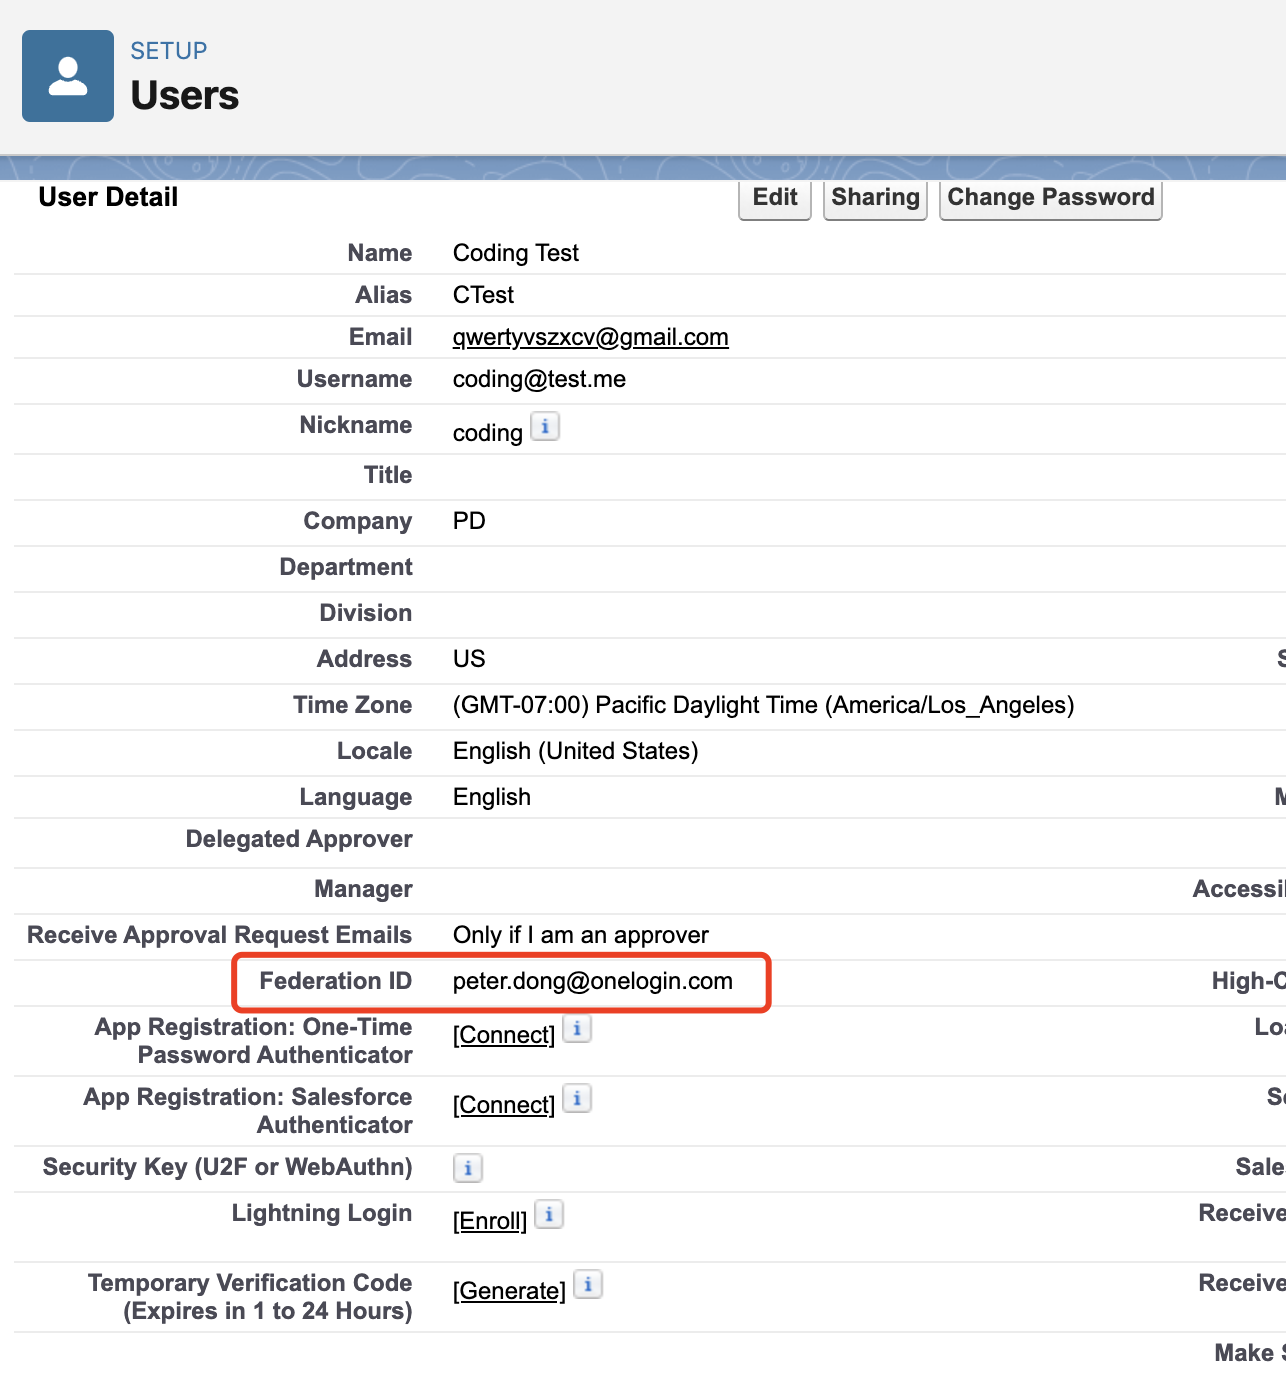 SETUP
Users
User Detail
Edit Sharing Change Password
Name Coding Test
Alias CTest
Email qwertyvszxcv@gmail.com
Username coding@test.me
Nickname coding i
Title
Company PD
Department
Division
Address US
Time Zone (GMT-07:00) Pacific Daylight Time (America/Los_Angeles)
Locale English (United States)
Language English
Delegated Approver
Manager
Receive Approval Request Emails Only if I am an approver
Federation ID peter.dong@onelogin.com
App Registration: One-Time
Password Authenticator [Connect] i
App Registration: Salesforce
Authenticator [Connect] i
Security Key (U2F or WebAuthn) i
Lightning Login [Enroll] i
Receive
Temporary Verification Code
(Expires in 1 to 24 Hours) [Generate] i
Receive
Make